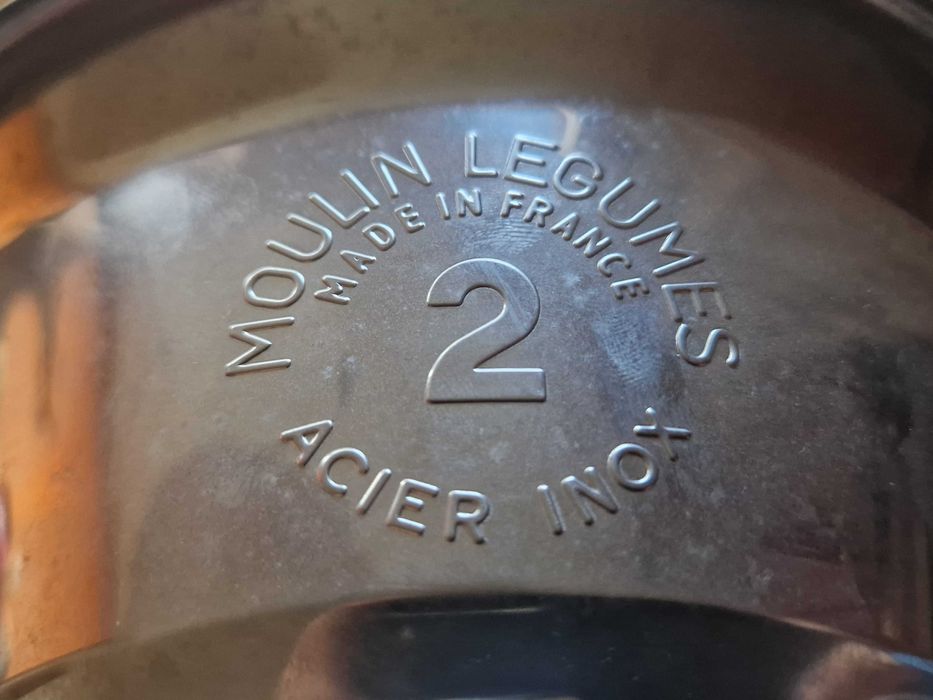 MOULIN LEGUMES
MADE IN FRANCE
2
ACIER INOX